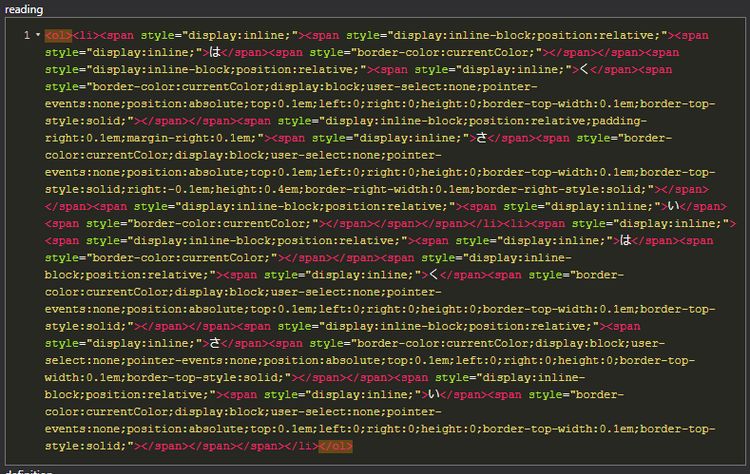 reading
1 <ol><li><span style="display:inline;"><span style="display:inline-block;position:relative;"><span
style="display:inline;">は</span><span style="border-color:currentColor;"></span></span><span
style="display:inline-block;position:relative;"><span style="display:inline;">く</span><span
style="border-color:currentColor;display:block;user-select:none;pointer-
events:none;position:absolute;top:0.1em;left:0;right:0;height:0;border-top-width:0.1em;border-top-
style:solid;"></span></span><span style="display:inline-block;position:relative;padding-
right:0.1em;margin-right:0.1em;"><span style="display:inline;">さ</span><span style="border-
color:currentColor;display:block;user-select:none;pointer-
events:none;position:absolute;top:0.1em;left:0;right:0;height:0;border-top-width:0.1em;border-top-
style:solid;right:-0.1em;height:0.4em;border-right-width:0.1em;border-right-style:solid;"></span>
</span><span style="display:inline-block;position:relative;"><span style="display:inline;">い</span>
<span style="border-color:currentColor;"></span></span></span></li><li><span style="display:inline;">
<span style="display:inline-block;position:relative;"><span style="display:inline;">は</span><span
style="border-color:currentColor;"></span></span><span style="display:inline-
block;position:relative;"><span style="display:inline;">く</span><span style="border-
color:currentColor;display:block;user-select:none;pointer-
events:none;position:absolute;top:0.1em;left:0;right:0;height:0;border-top-width:0.1em;border-top-
style:solid;"></span></span><span style="display:inline-block;position:relative;"><span
style="display:inline;">さ</span><span style="border-color:currentColor;display:block;user-
select:none;pointer-events:none;position:absolute;top:0.1em;left:0;right:0;height:0;border-top-
width:0.1em;border-top-style:solid;"></span></span><span style="display:inline-
block;position:relative;"><span style="display:inline;">い</span><span style="border-
color:currentColor;display:block;user-select:none;pointer-
events:none;position:absolute;top:0.1em;left:0;right:0;height:0;border-top-width:0.1em;border-top-
style:solid;"></span></span></span></li></ol>